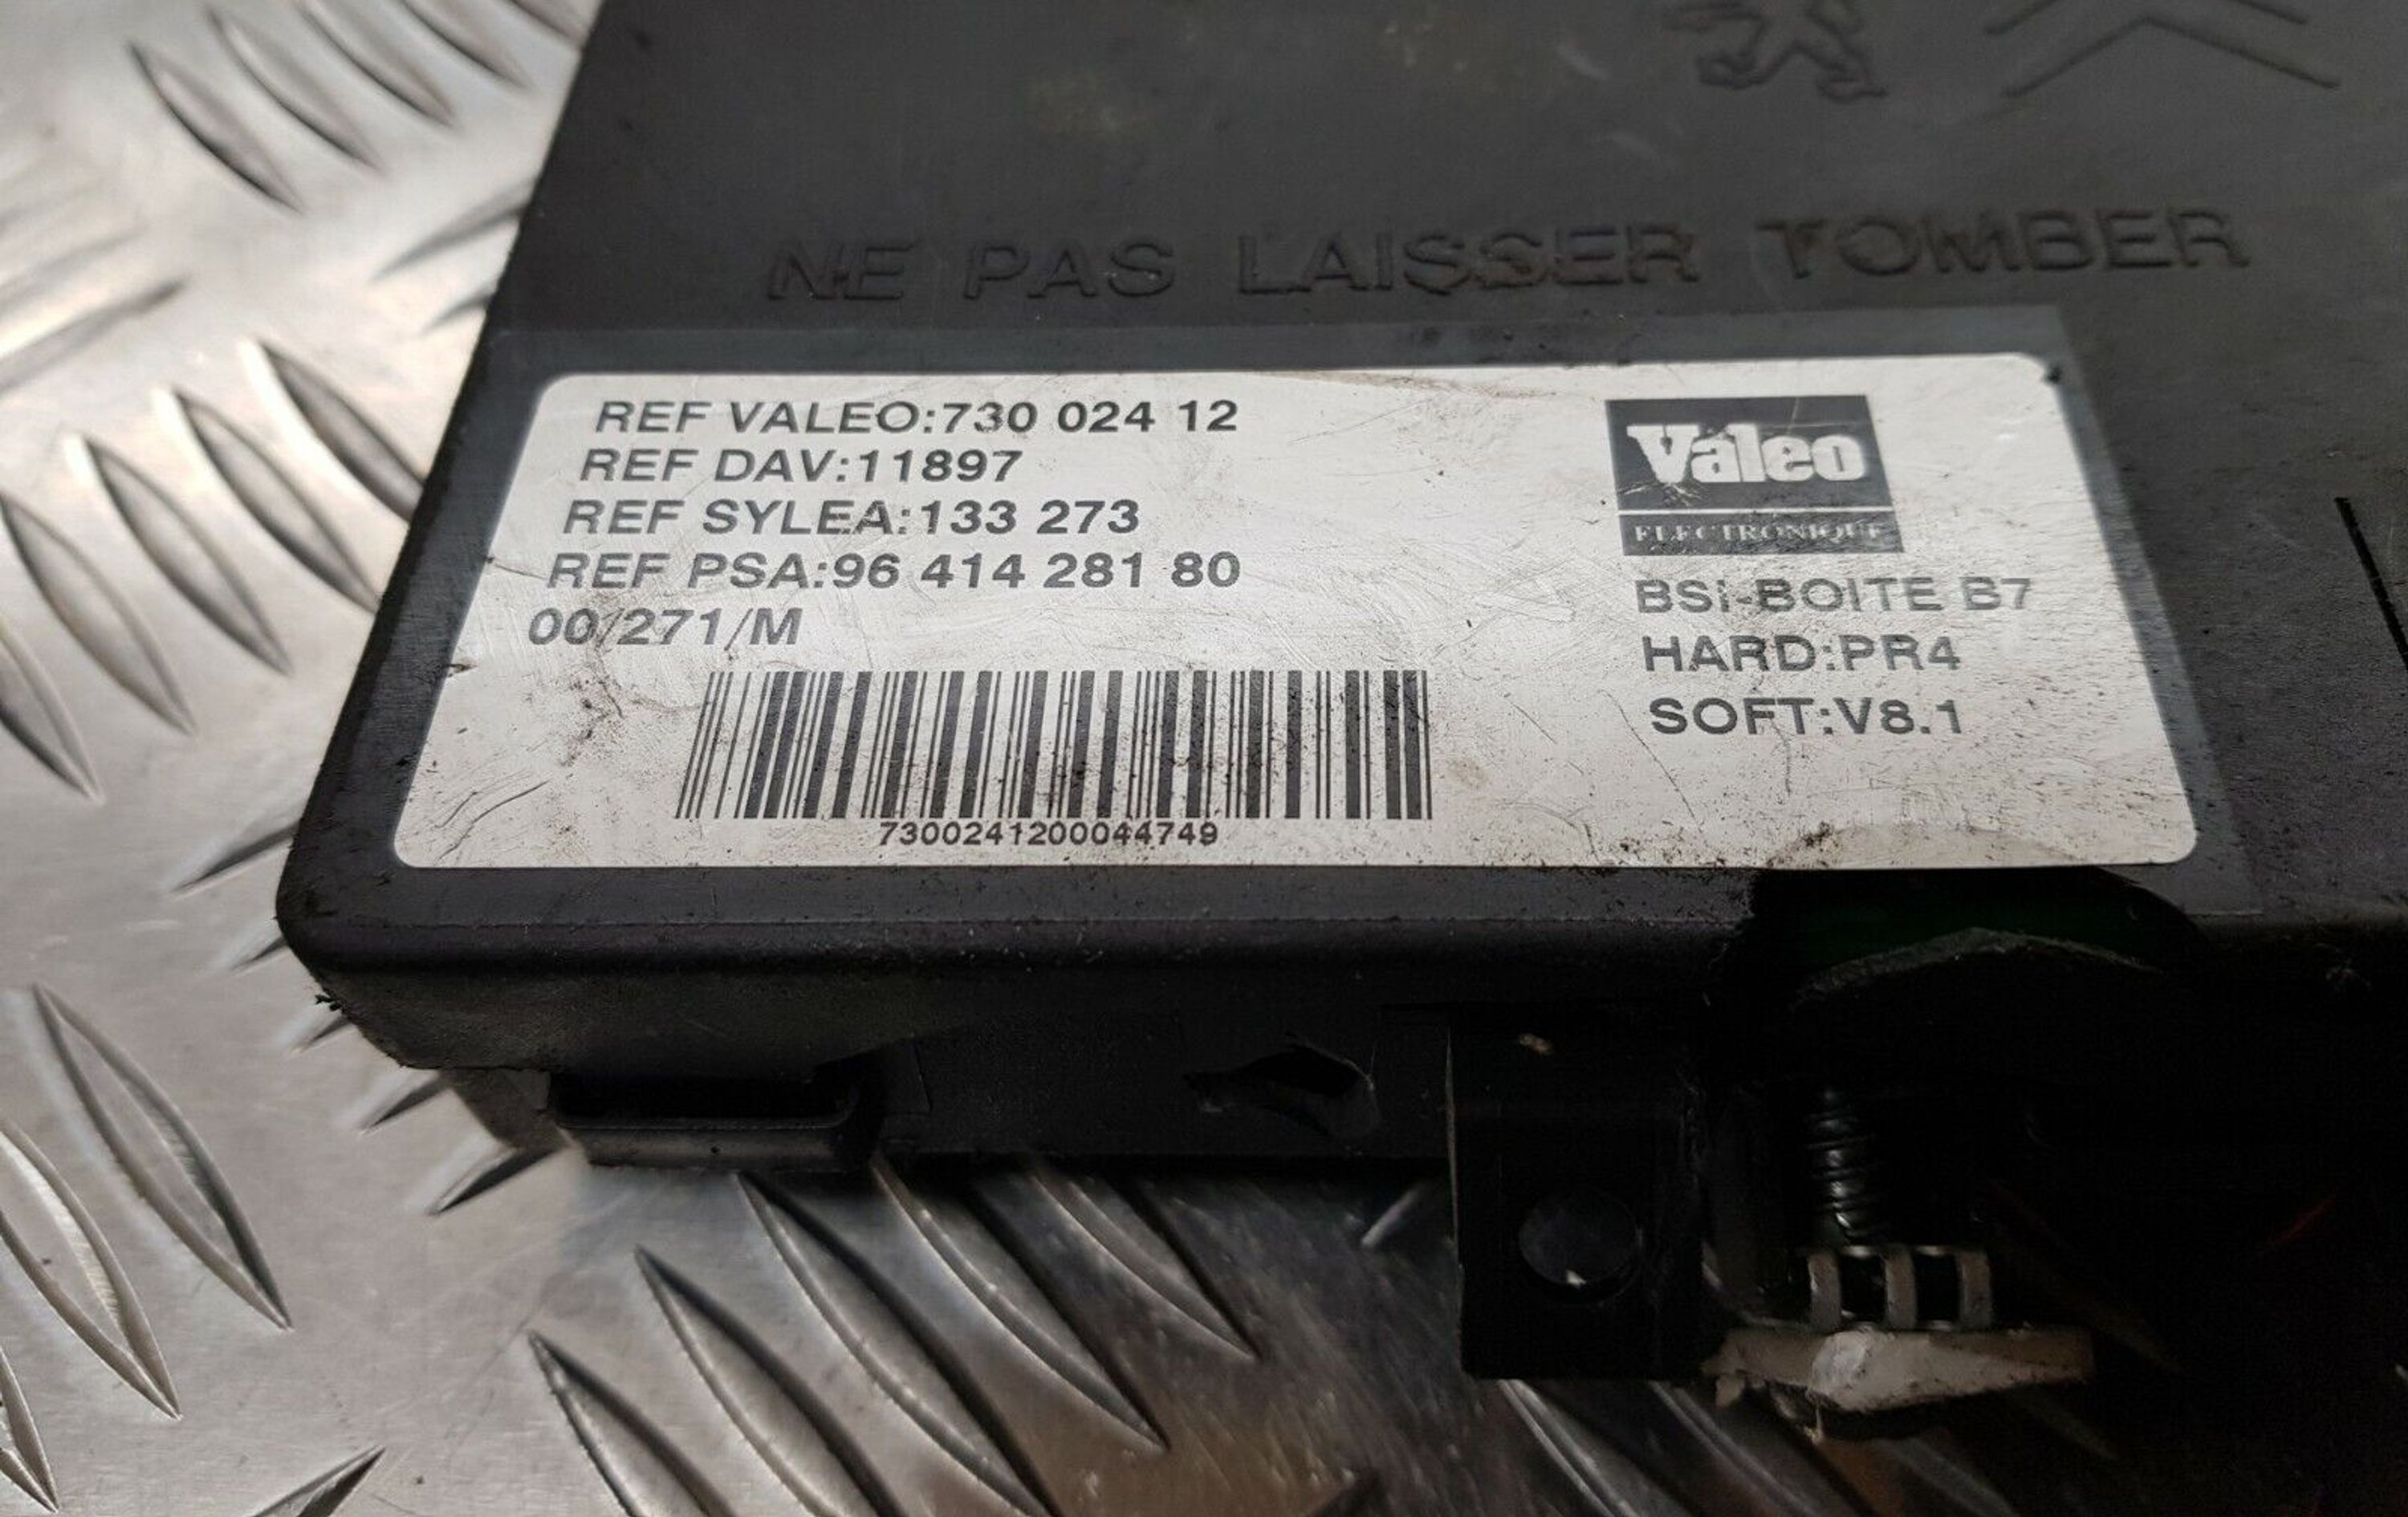 NE PAS LAISSER TOMBER
REF VALEO:730 024 12
REF DAV:11897
REF SYLEA:133 273
REF PSA:96 414 281 80
00/271/M
7300241200044749
Valeo
ELECTRONIQUE
BSI-BOITE B7
HARD:PR4
SOFT:V8.1